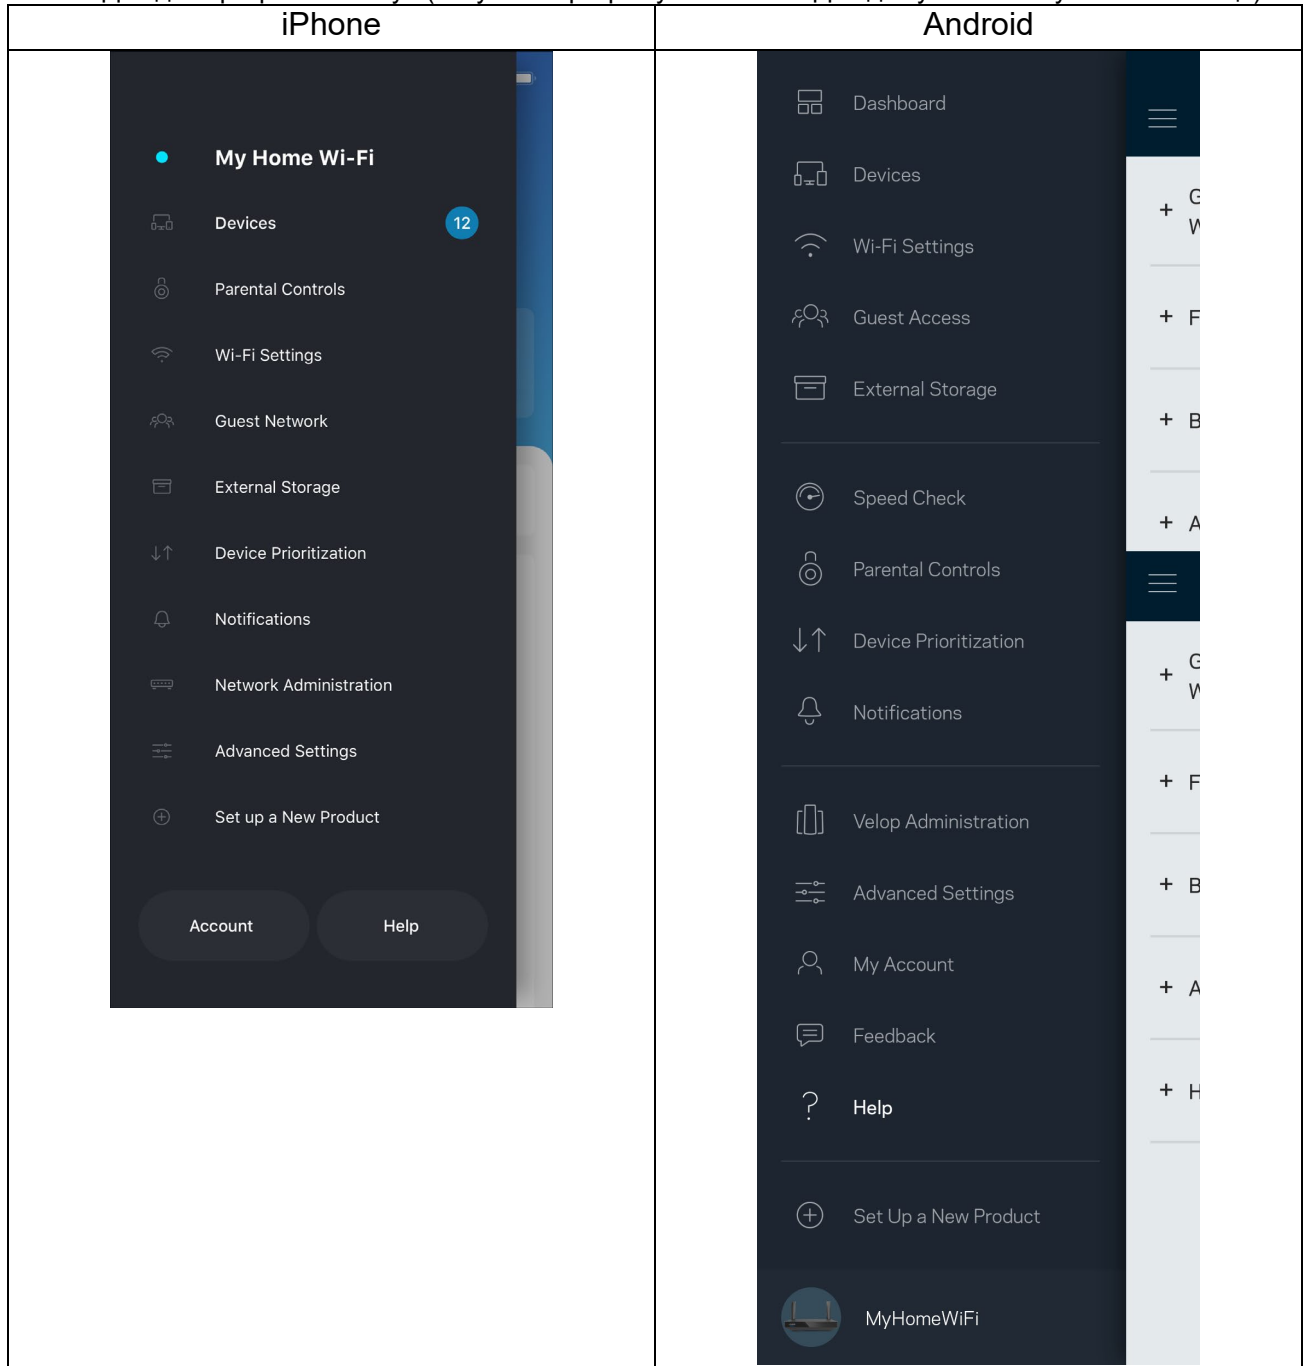 iPhone
Android
My Home Wi-Fi
Devices
12
Parental Controls
Wi-Fi Settings
Guest Network
External Storage
Device Prioritization
Notifications
Network Administration
Advanced Settings
Set up a New Product
Account
Help
Dashboard
Devices
Wi-Fi Settings
Guest Access
External Storage
Speed Check
Parental Controls
Device Prioritization
Notifications
Velop Administration
Advanced Settings
My Account
Feedback
Help
Set Up a New Product
MyHomeWiFi
+ F
+ B
+ A
+ F
+ B
+ A
+ H